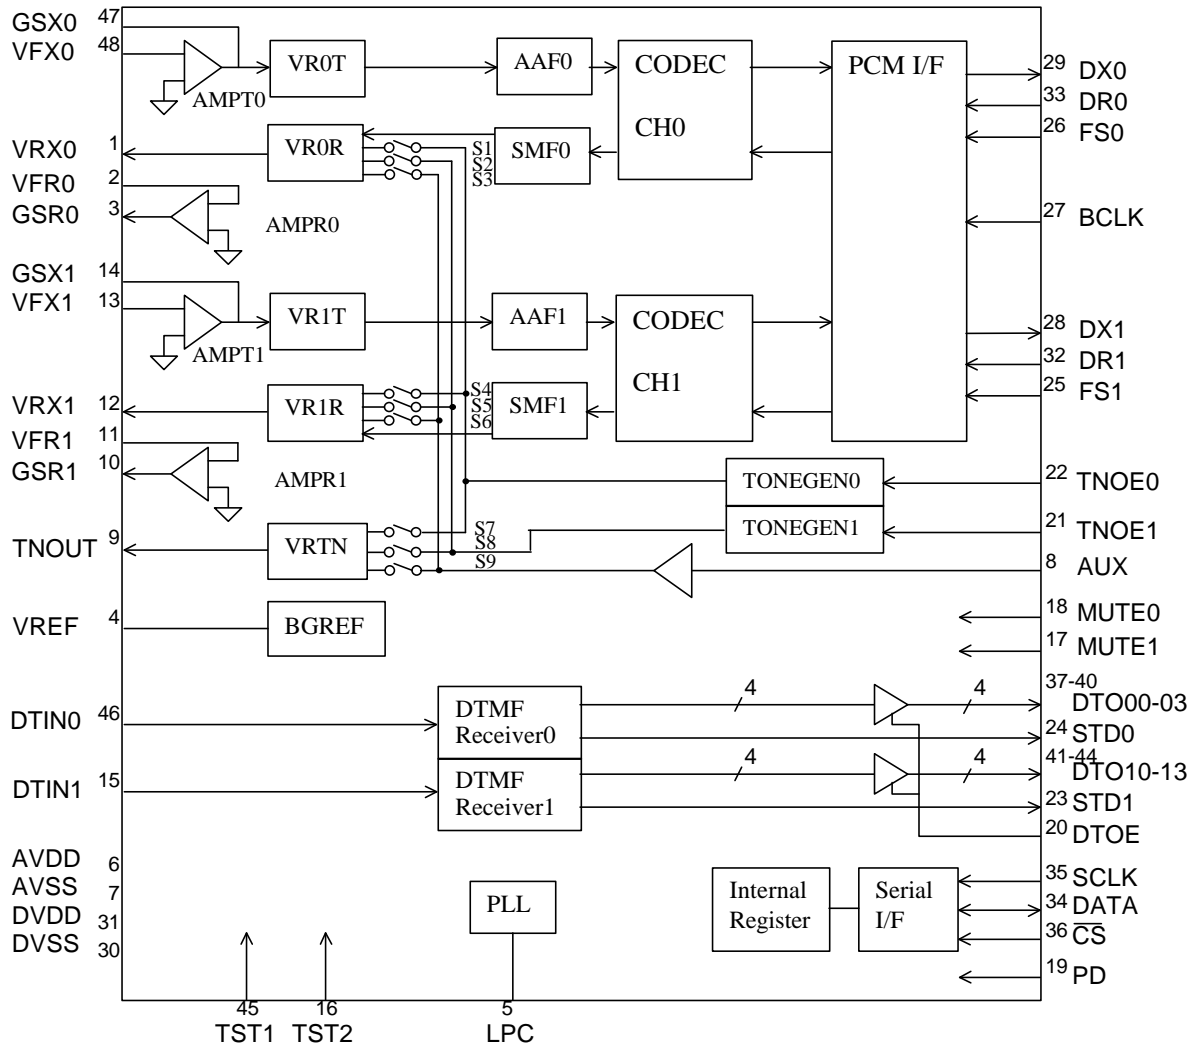 GSX0 47
VFX0 48
AMPT0
VR0T
AAF0
CODEC
CH0
PCM I/F
29 DX0
33 DR0
26 FS0
VRX0 1
VR0R
S1
S2
S3
SMF0
VFR0 2
GSR0 3
AMPR0
27 BCLK
GSX1 14
VFX1 13
AMPT1
VR1T
AAF1
CODEC
CH1
28 DX1
32 DR1
25 FS1
VRX1 12
VR1R
S4
S5
S6
SMF1
VFR1 11
GSR1 10
AMPR1
TONEGEN0
22 TNOE0
TONEGEN1
21 TNOE1
TNOUT 9
VRTN
S7
S8
S9
8 AUX
VREF 4
BGREF
18 MUTE0
17 MUTE1
DTIN0 46
DTMF
Receiver0
4
4
37-40
DTO00-03
24 STD0
DTIN1 15
DTMF
Receiver1
4
4
41-44
DTO10-13
23 STD1
20 DTOE
AVDD 6
AVSS 7
DVDD 31
DVSS 30
PLL
Internal
Register
Serial
I/F
35 SCLK
34 DATA
36 CS
19 PD
45
TST1
16
TST2
5
LPC